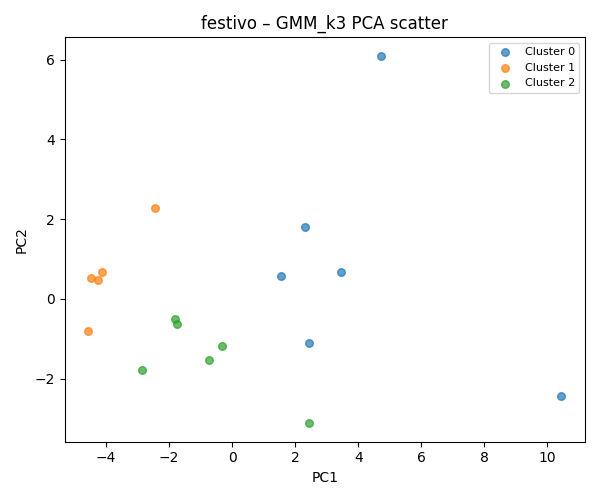 festivo – GMM_k3 PCA scatter
Cluster 0
Cluster 1
Cluster 2
6
4
2
0
−2
PC2
−4
−2
0
2
4
6
8
10
PC1